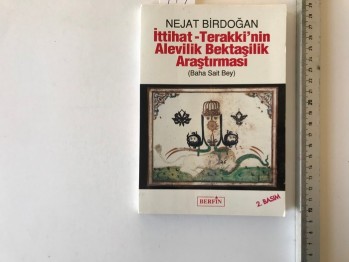 NEJAT BİRDOĞAN
İttihat-Terakki'nin
Alevilik Bektaşilik
Araştırması
(Baha Sait Bey)
BERFİN
2. BASIM